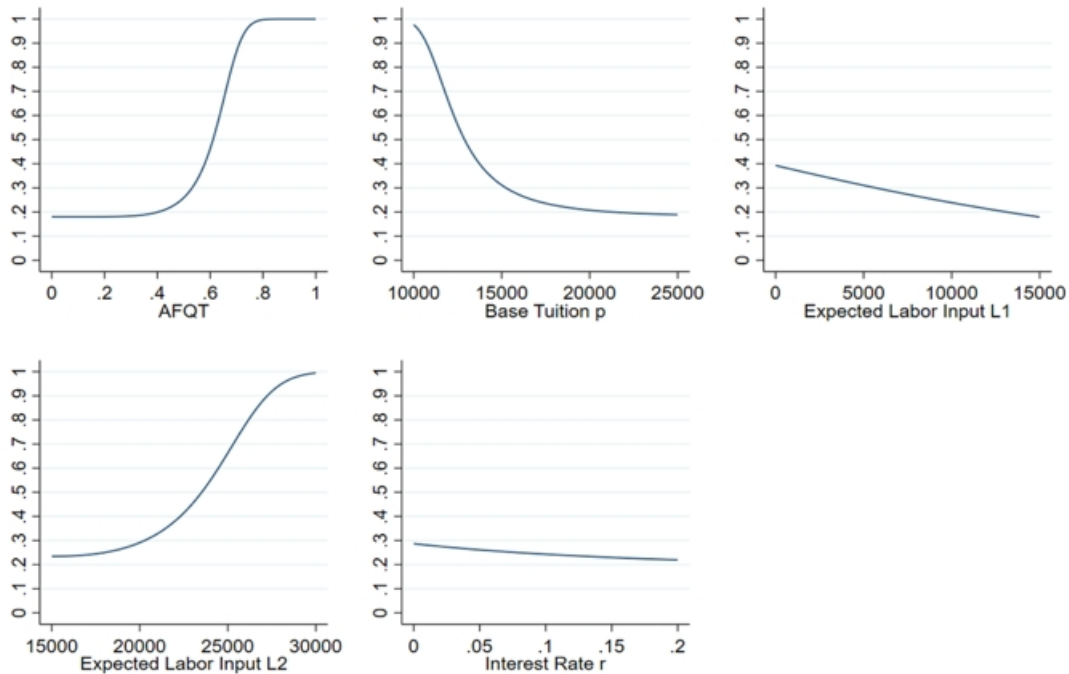 0 .1 .2 .3 .4 .5 .6 .7 .8 .9 1
0 .2 .4 .6 .8 1
AFQT
0 .1 .2 .3 .4 .5 .6 .7 .8 .9 1
10000 15000 20000 25000
Base Tuition p
0 .1 .2 .3 .4 .5 .6 .7 .8 .9 1
0 5000 10000 15000
Expected Labor Input L1
0 .1 .2 .3 .4 .5 .6 .7 .8 .9 1
15000 20000 25000 30000
Expected Labor Input L2
0 .1 .2 .3 .4 .5 .6 .7 .8 .9 1
0 .05 .1 .15 .2
Interest Rate r